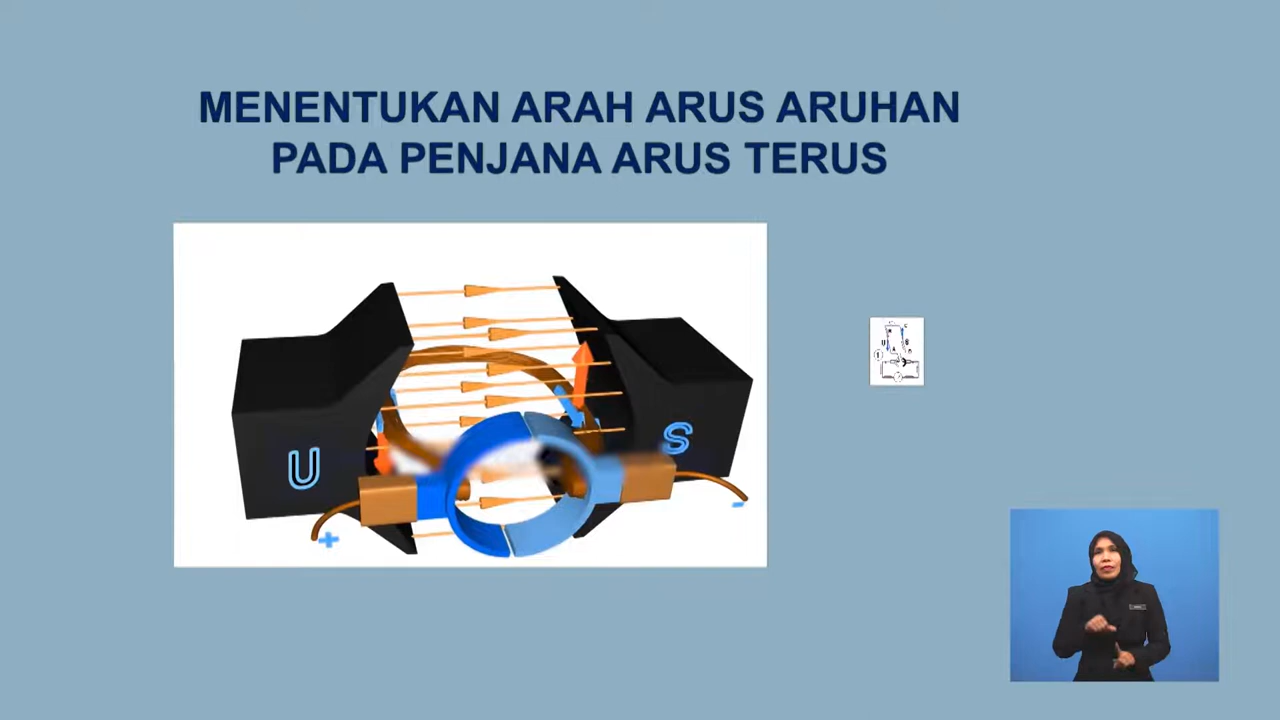 MENENTUKAN ARAH ARUS ARUHAN
PADA PENJANA ARUS TERUS
U
S
+
-